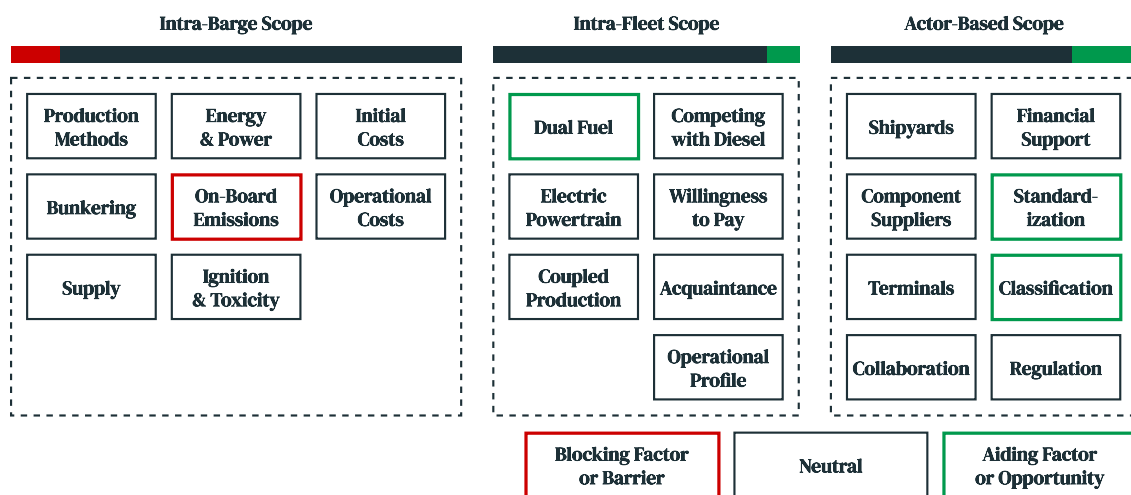 Intra-Barge Scope
Production
Methods
Energy
& Power
Initial
Costs
Bunkering
On-Board
Emissions
Operational
Costs
Supply
Ignition
& Toxicity
Intra-Fleet Scope
Dual Fuel
Competing
with Diesel
Electric
Powertrain
Willingness
to Pay
Coupled
Production
Acquaintance
Operational
Profile
Actor-Based Scope
Shipyards
Financial
Support
Component
Suppliers
Standard-
ization
Terminals
Classification
Collaboration
Regulation
Blocking Factor
or Barrier
Neutral
Aiding Factor
or Opportunity